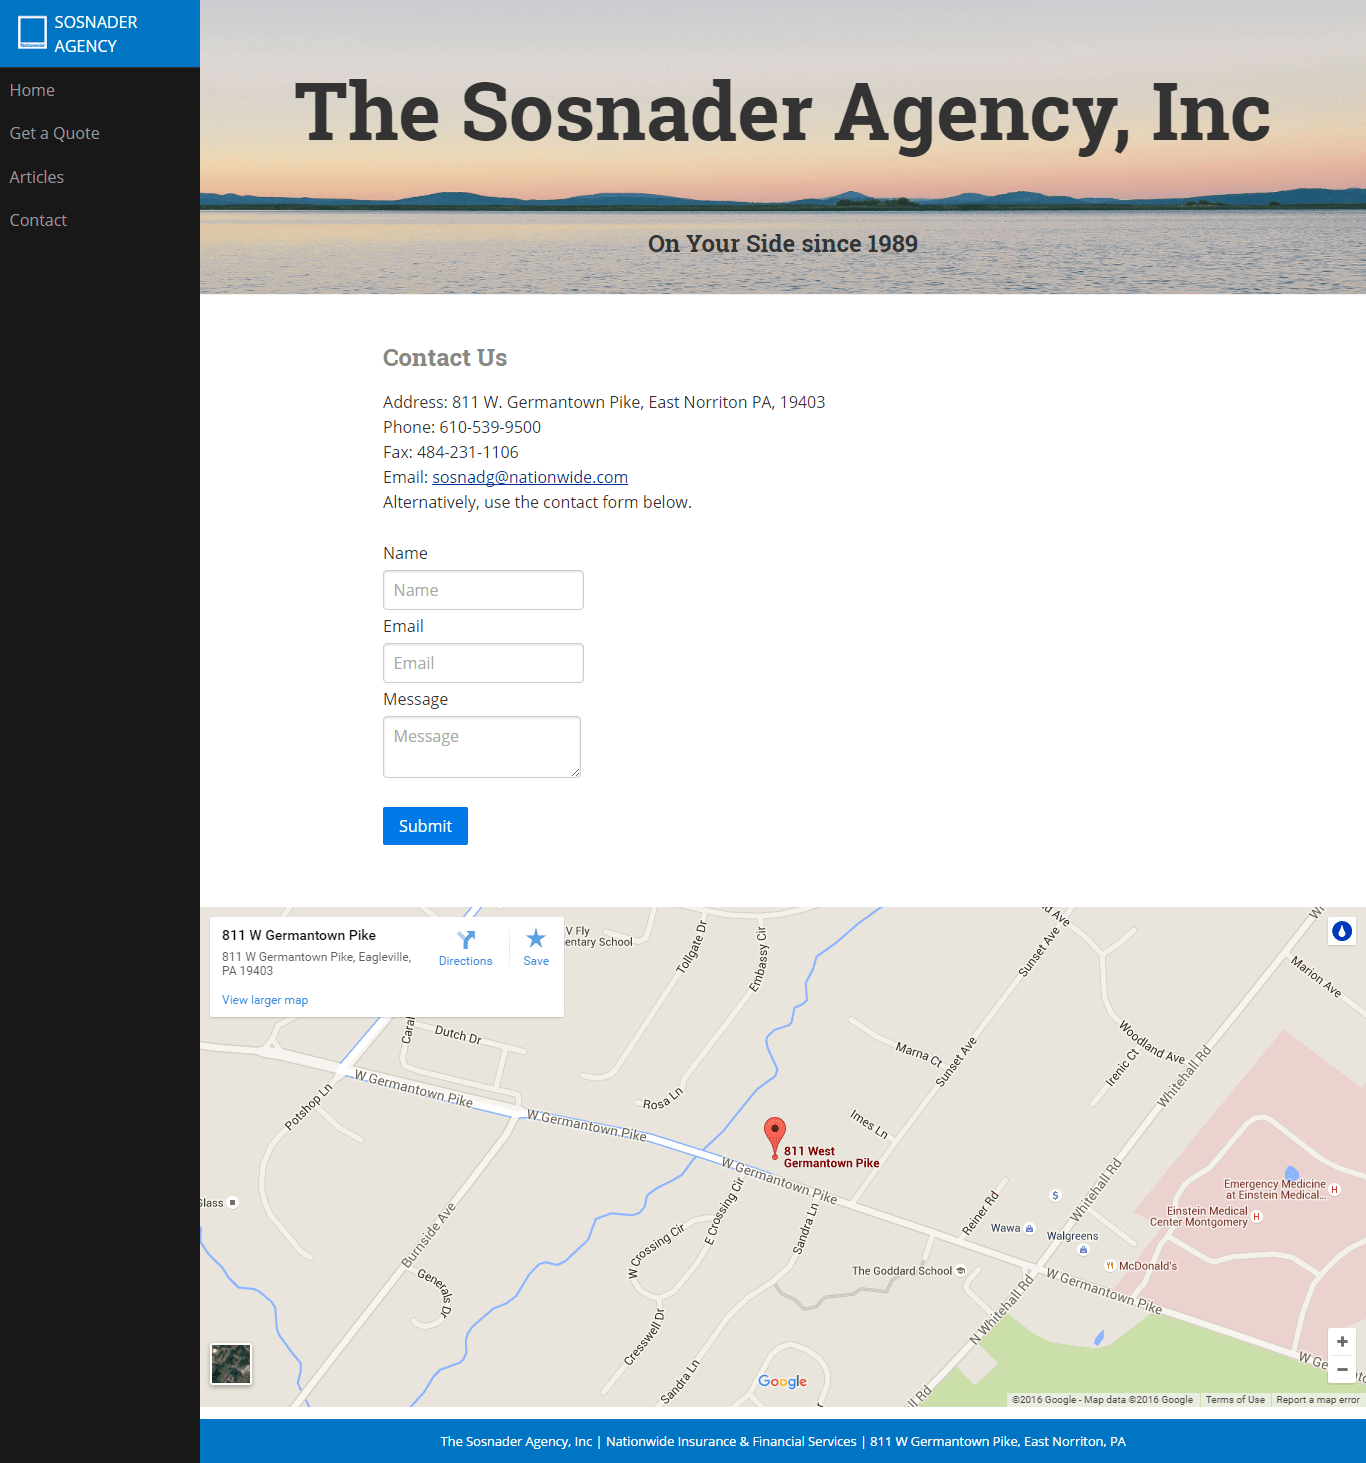 Nationwide
SOSNADER
AGENCY
Home
Get a Quote
Articles
Contact
The Sosnader Agency, Inc
On Your Side since 1989
Contact Us
Address: 811 W. Germantown Pike, East Norriton PA, 19403
Phone: 610-539-9500
Fax: 484-231-1106
Email: sosnadg@nationwide.com
Alternatively, use the contact form below.
Name
Name
Email
Email
Message
Message
Submit
811 W Germantown Pike
811 W Germantown Pike, Eagleville,
PA 19403
View larger map
Directions
Save
V Fly
entary School
Tollgate Dr
Embassy Cir
Sunset Ave
da Ave
Marion Ave
Caral
Dutch Dr
Marna Ct
Sunset Ave
Woodland Ave
Irenic Ct
Whitehall Rd
W Germantown Pike
Potshop Ln
Rosa Ln
W Germantown Pike
Imes Ln
811 West
Germantown Pike
W Germantown Pike
Whitehall Rd
Emergency Medicine
at Einstein Medical...
H
Glass
Einstein Medical
Center Montgomery
H
Burnside Ave
E Crossing Cir
Sandra Ln
Reiner Rd
$
Wawa
Walgreens
W Crossing Cir
The Goddard School
McDonald's
Generals Dr
N Whitehall Rd
W Germantown Pike
Cresswell Dr
Sandra Ln
W Ge
to
+
−
Google
all Rd
©2016 Google - Map data ©2016 Google
Terms of Use
Report a map error
The Sosnader Agency, Inc | Nationwide Insurance & Financial Services | 811 W Germantown Pike, East Norriton, PA